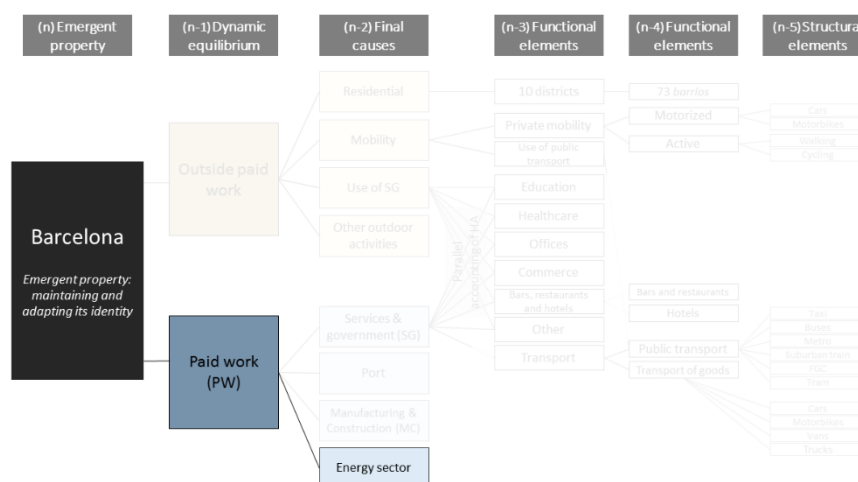 (n) Emergent
property
(n-1) Dynamic
equilibrium
(n-2) Final
causes
(n-3) Functional
elements
(n-4) Functional
elements
(n-5) Structural
elements
Residential
10 districts
73 barrios
Mobility
Private mobility
Use of public
transport
Motorized
Active
Cars
Motorbikes
Walking
Cycling
Outside paid
work
Use of SG
Other outdoor
activities
Parallel
accounting of HA
Education
Healthcare
Offices
Commerce
Bars, restaurants
and hotels
Other
Transport
Bars and restaurants
Hotels
Public transport
Transport of goods
Taxi
Buses
Metro
Suburban train
FGC
Tram
Cars
Motorbikes
Vans
Trucks
Barcelona
Emergent property:
maintaining and
adapting its identity
Paid work
(PW)
Services &
government (SG)
Port
Manufacturing &
Construction (MC)
Energy sector